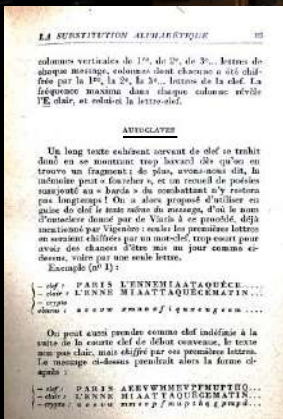 LA SUBSTITUTION ALPHABÉTIQUE
colonnes verticales de 1re, de 2e, de 3e... lettres de
chaque message, colonnes dont chacune a été chif-
frée par la 1re, la 2e, la 3e... lettres de la clef. La
fréquence maxima dans chaque colonne révèle
l'E clair, et celui-ci la lettre-clef.
AUTOCLAVES
Un long texte cohérent servant de clef se trahit
donc en se montrant trop bavard dès qu'on en
trouve un fragment : de plus, avons-nous dit, la
mémoire peut « fourcher », et un recueil de poésies
surajouté au « barda » du combattant n'y restera
pas longtemps ! On a alors proposé d'utiliser en
guise de clef le texte même du message, d'où le nom
d'autoclave donné par de Viaris à ce procédé, déjà
mentionné par Vigenère : seules les premières lettres
en seraient chiffrées par un mot-clef, trop court pour
avoir des chances d'être mis au jour comme ci-
dessus, voire par une seule lettre.
Exemple (no 1) :
— clef : PARIS L'ENNEMIAATAQUÉCE....
— clair : L'ENNE MIAATTAQUÉCEMATIN....
— crypto
obtenu :
On peut aussi prendre comme clef indéfinie à la
suite de la courte clef de début convenue, le texte
non pas clair, mais chiffré par ces premières lettres.
Le message ci-dessus prendrait alors la forme ci-
après :
— clef : PARIS
— clair : L'ENNE MIAATTAQUÉCEMATIN....
— crypto :